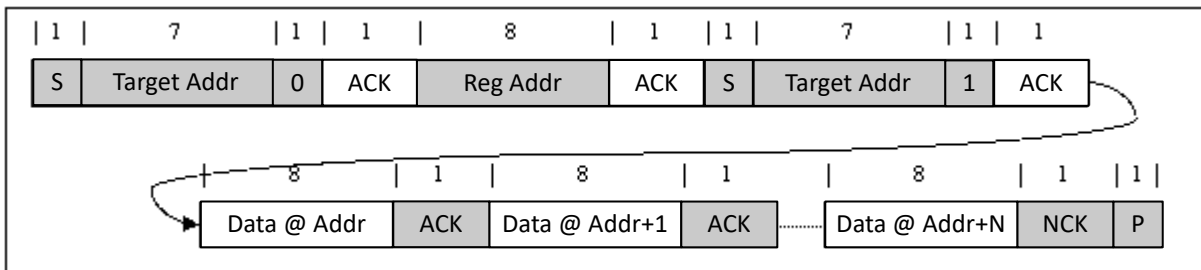 | 1 | 7 | 1 | 1 | 8 | 1 | 1 | 7 | 1 | 1
S Target Addr 0 ACK Reg Addr ACK S Target Addr 1 ACK
| 8 | 1 | 8 | 1 | 8 | 1 | 1 |
Data @ Addr ACK Data @ Addr+1 ACK Data @ Addr+N NCK P